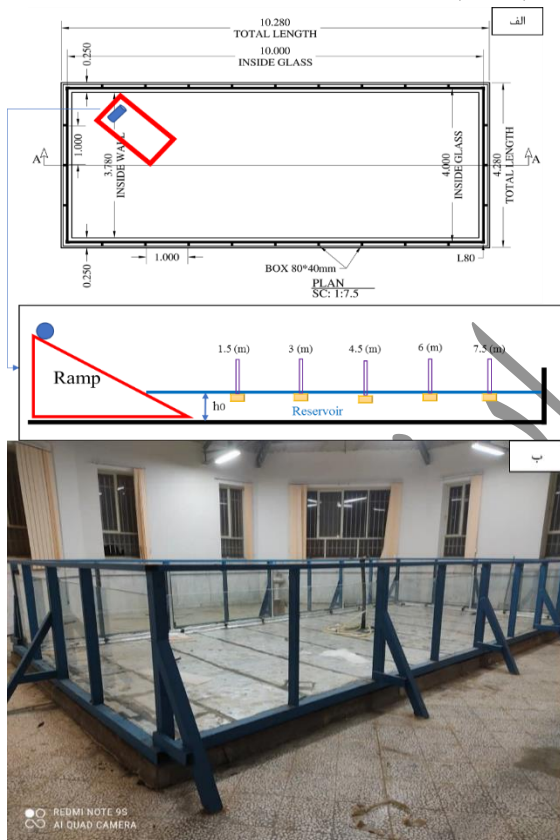 الف
10.280
TOTAL LENGTH
10.000
INSIDE GLASS
0.250
1.000
3.780
INSIDE WALL
4.000
INSIDE GLASS
4.280
TOTAL LENGTH
A
A
0.250
1.000
BOX 80*40mm
L80
PLAN
SC: 1:7.5
1.5 (m)
3 (m)
4.5 (m)
6 (m)
7.5 (m)
Ramp
h0
Reservoir
ب
REDMI NOTE 9S
AI QUAD CAMERA